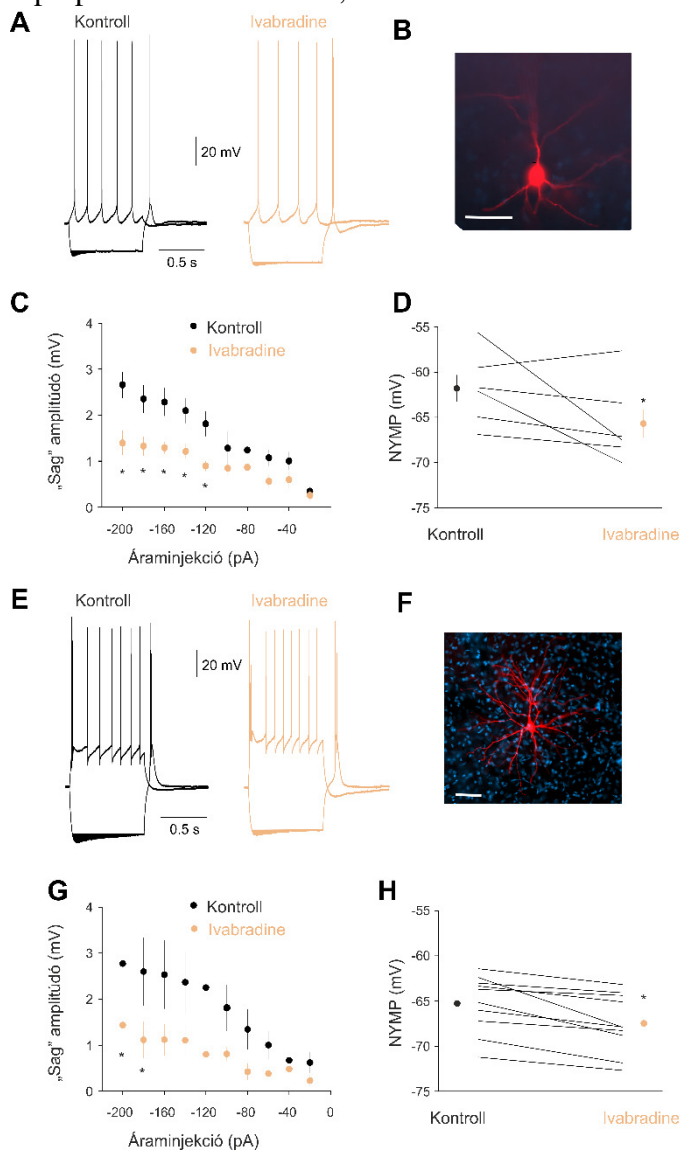 A
Kontroll
Ivabradine
B
20 mV
0.5 s
C
Kontroll
Ivabradine
„Sag” amplitúdó (mV)
4
3
2
1
0
* * * * *
-200 -160 -120 -80 -40
Áraminjekció (pA)
D
NYMP (mV)
-55
-60
-65
-70
-75
*
Kontroll
Ivabradine
E
Kontroll
Ivabradine
F
20 mV
0.5 s
G
Kontroll
Ivabradine
„Sag” amplitúdó (mV)
4
3
2
1
0
* *
-200 -160 -120 -80 -40 0
Áraminjekció (pA)
H
NYMP (mV)
-55
-60
-65
-70
-75
*
Kontroll
Ivabradine